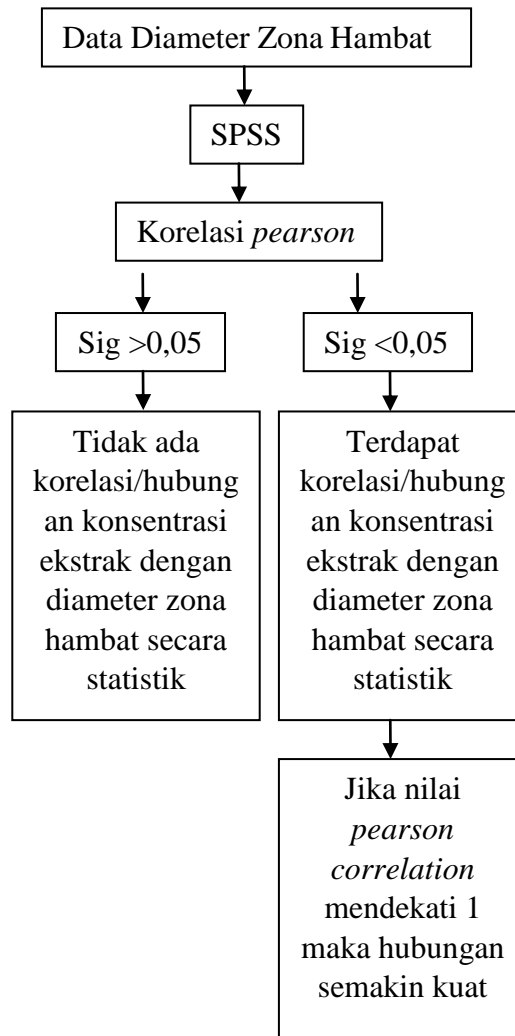 Data Diameter Zona Hambat
SPSS
Korelasi pearson
Sig >0,05
Sig <0,05
Tidak ada
korelasi/hubung
an konsentrasi
ekstrak dengan
diameter zona
hambat secara
statistik
Terdapat
korelasi/hubung
an konsentrasi
ekstrak dengan
diameter zona
hambat secara
statistik
Jika nilai
pearson
correlation
mendekati 1
maka hubungan
semakin kuat